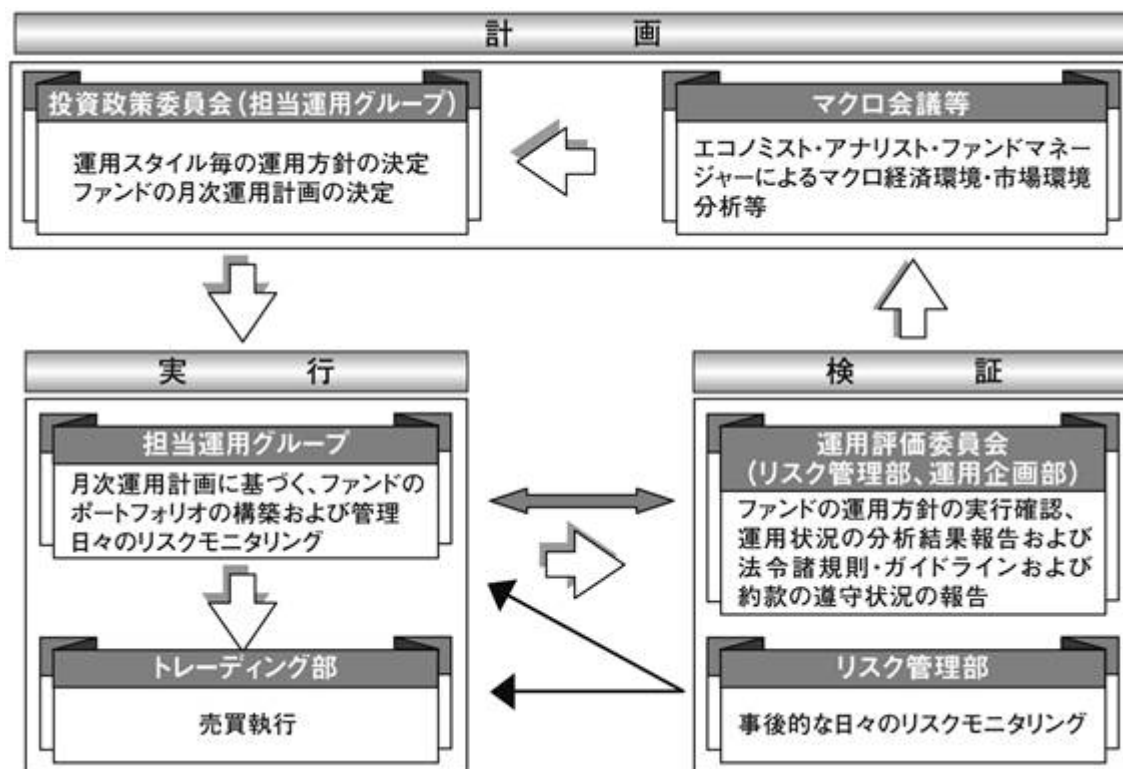 計画
投資政策委員会(担当運用グループ)
運用スタイル毎の運用方針の決定
ファンドの月次運用計画の決定
マクロ会議等
エコノミスト・アナリスト・ファンドマネー
ジャーによるマクロ経済環境・市場環境
分析等
実行
担当運用グループ
月次運用計画に基づく、ファンドの
ポートフォリオの構築および管理
日々のリスクモニタリング
トレーディング部
売買執行
検証
運用評価委員会
(リスク管理部、運用企画部)
ファンドの運用方針の実行確認、
運用状況の分析結果報告および
法令諸規則・ガイドラインおよび
約款の遵守状況の報告
リスク管理部
事後的な日々のリスクモニタリング